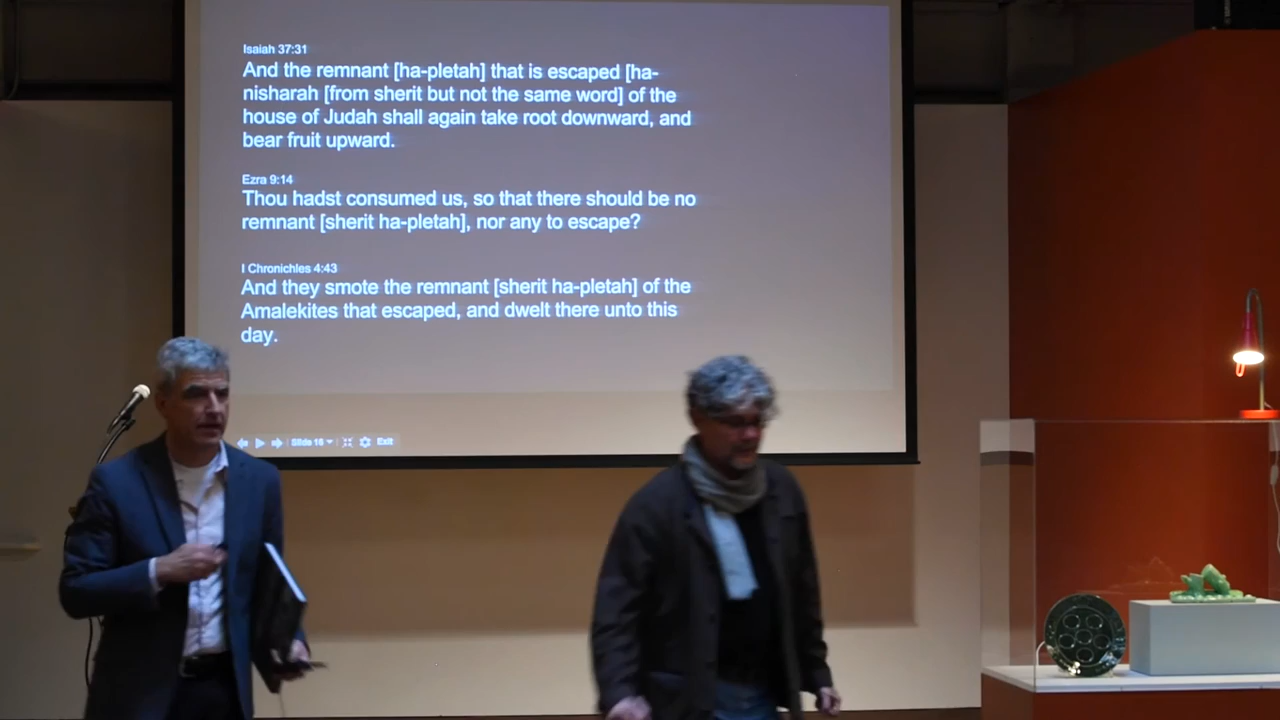 Isaiah 37:31
And the remnant [ha-pletah] that is escaped [ha-
nisharah [from sherit but not the same word] of the
house of Judah shall again take root downward, and
bear fruit upward.
Ezra 9:14
Thou hadst consumed us, so that there should be no
remnant [sherit ha-pletah], nor any to escape?
I Chronichles 4:43
And they smote the remnant [sherit ha-pletah] of the
Amalekites that escaped, and dwelt there unto this
day.
Slide 16 Exit